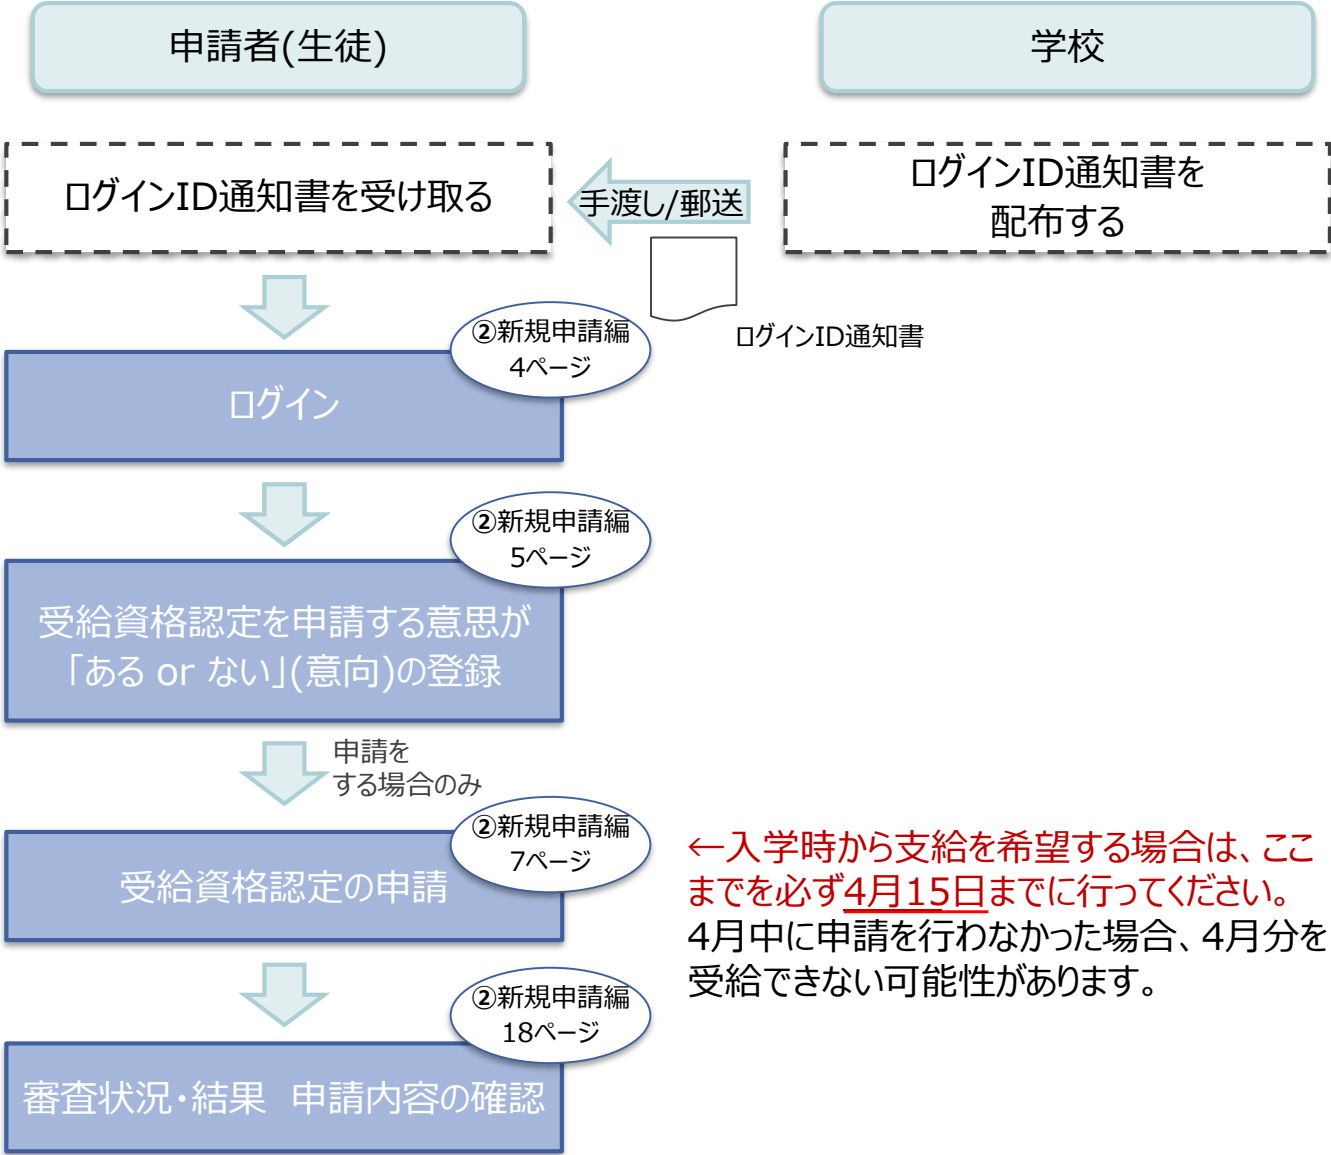 申請者(生徒)
学校
ログインID通知書を受け取る
手渡し/郵送
ログインID通知書を
配布する
ログインID通知書
②新規申請編
4ページ
ログイン
②新規申請編
5ページ
受給資格認定を申請する意思が
「ある or ない」(意向)の登録
申請を
する場合のみ
②新規申請編
7ページ
受給資格認定の申請
←入学時から支給を希望する場合は、ここ
までを必ず4月15日までに行ってください。
4月中に申請を行わなかった場合、4月分を
受給できない可能性があります。
②新規申請編
18ページ
審査状況・結果　申請内容の確認